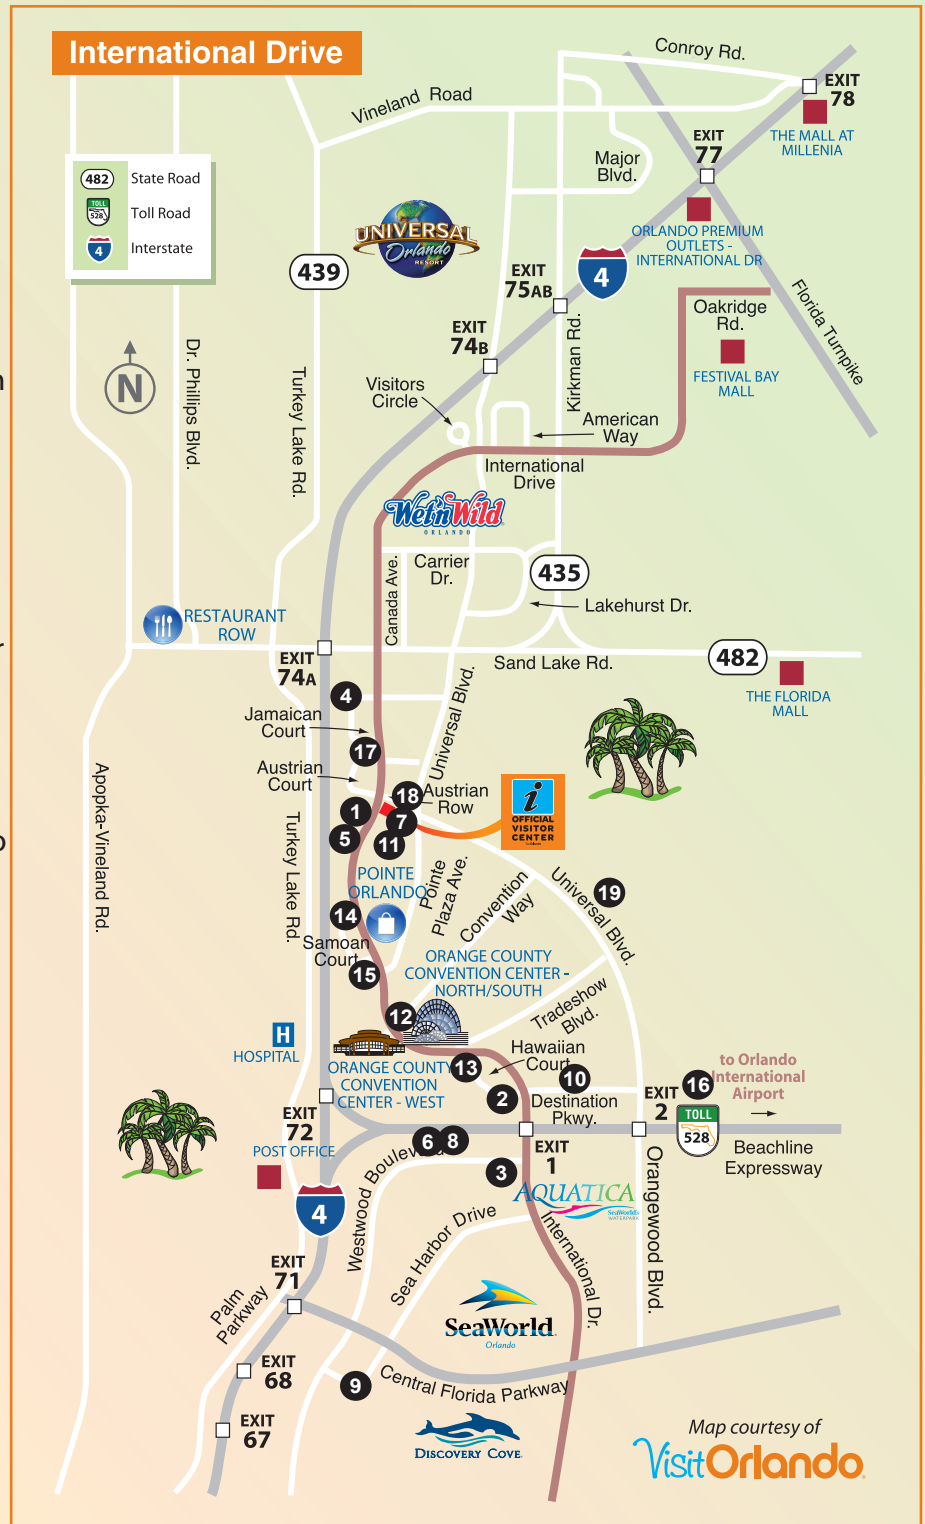 International Drive
Conroy Rd.
Vineland Road
EXIT
78
THE MALL AT
MILLENIA
EXIT
77
Major
Blvd.
482 State Road
TOLL
528
Toll Road
4 Interstate
UNIVERSAL
Orlando
RESORT
439
ORLANDO PREMIUM
OUTLETS -
INTERNATIONAL DR
4
EXIT
75AB
Oakridge
Rd.
Florida Turnpike
EXIT
74B
Kirkman Rd.
N
Dr. Phillips Blvd.
Turkey Lake Rd.
Visitors
Circle
FESTIVAL BAY
MALL
American
Way
International
Drive
Wet'n Wild
ORLANDO
Canada Ave.
Carrier
Dr.
435
Lakehurst Dr.
RESTAURANT
ROW
EXIT
74A
Sand Lake Rd.
482
THE FLORIDA
MALL
4
Jamaican
Court
17
Universal Blvd.
Austrian
Court
18
Austrian
Row
1
7
5
11
i
OFFICIAL
VISITOR
CENTER
Apopka-Vineland Rd.
Turkey Lake Rd.
POINTE
ORLANDO
Pointe
Plaza Ave.
Convention
Way
Universal Blvd.
19
14
Samoan
Court
15
ORANGE COUNTY
CONVENTION CENTER -
NORTH/SOUTH
12
Tradeshow
Blvd.
H
HOSPITAL
ORANGE COUNTY
CONVENTION
CENTER - WEST
13
Hawaiian
Court
10
2
Destination
Pkwy.
to Orlando
International
Airport
16
EXIT
2
TOLL
528
Beachline
Expressway
EXIT
72
POST OFFICE
6
8
EXIT
1
3
Westwood Boulevard
AQUATICA
SeaWorld's
WATERPARK
4
Sea Harbor Drive
International Dr.
Orangewood Blvd.
EXIT
71
Palm
Parkway
SeaWorld
Orlando
EXIT
68
9
Central Florida Parkway
EXIT
67
DISCOVERY COVE
Map courtesy of
VisitOrlando